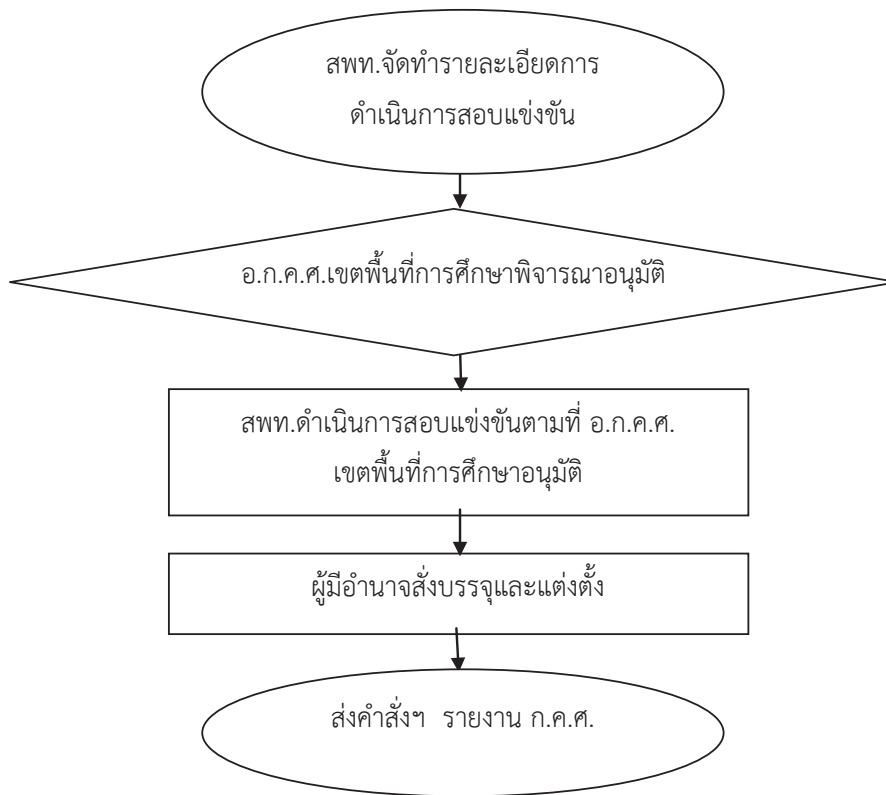 สพท.จัดทำรายละเอียดการ
ดำเนินการสอบแข่งขัน
อ.ก.ค.ศ.เขตพื้นที่การศึกษาพิจารณาอนุมัติ
สพท.ดำเนินการสอบแข่งขันตามที่ อ.ก.ค.ศ.
เขตพื้นที่การศึกษาอนุมัติ
ผู้มีอำนาจสั่งบรรจุและแต่งตั้ง
ส่งคำสั่งฯ รายงาน ก.ค.ศ.